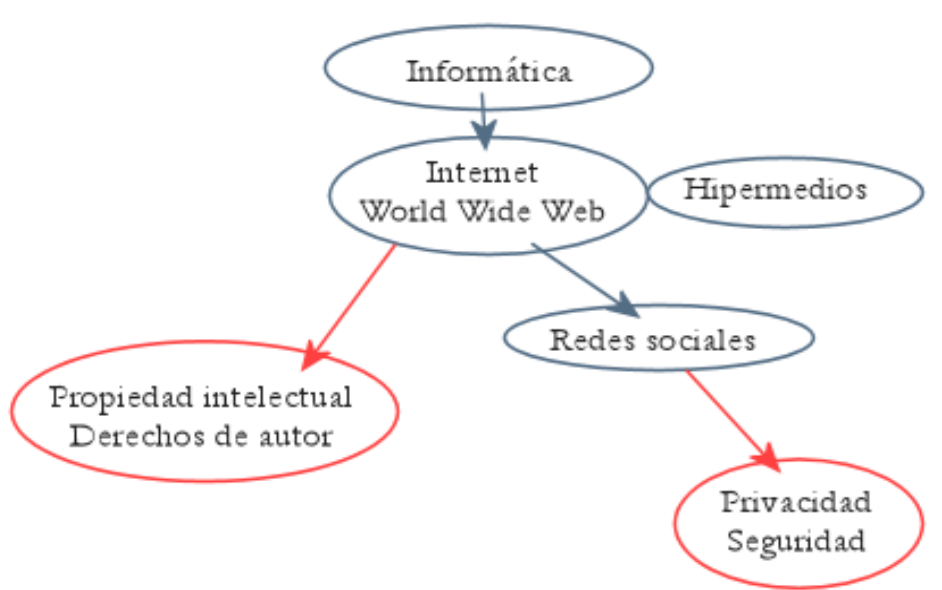 Informática
Internet
World Wide Web
Hipermedios
Redes sociales
Propiedad intelectual
Derechos de autor
Privacidad
Seguridad